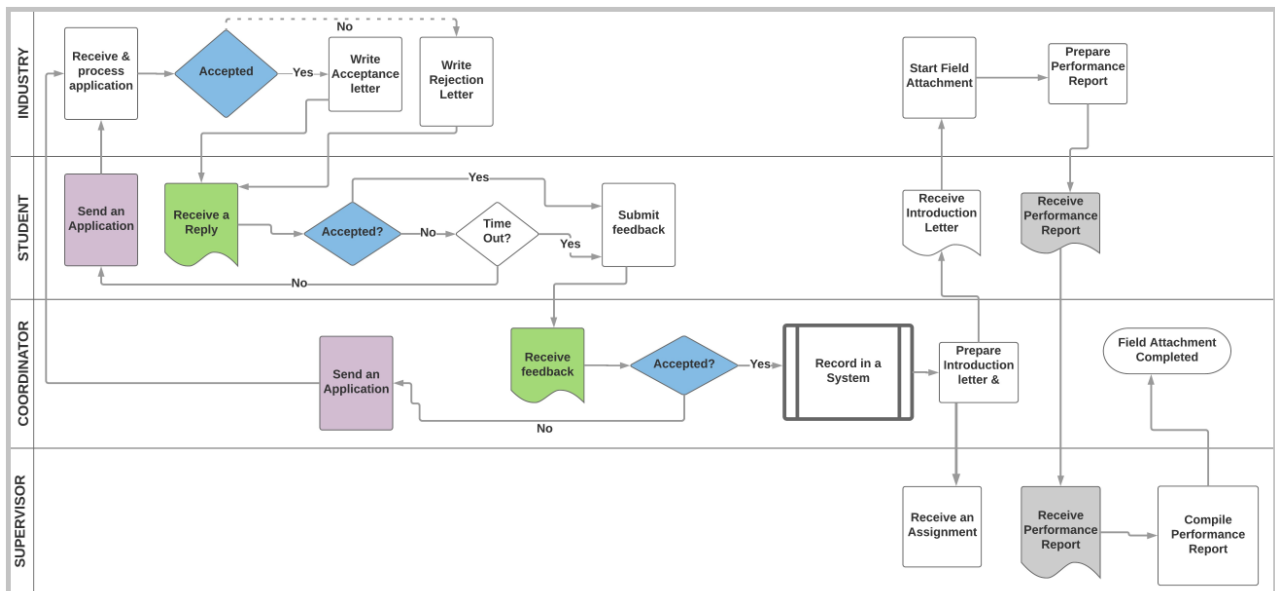 INDUSTRY
Receive &
process
application
Accepted
No
Yes
Write
Acceptance
letter
Write
Rejection
Letter
Start Field
Attachment
Prepare
Performance
Report
STUDENT
Send an
Application
Receive a
Reply
Accepted?
Yes
No
Time
Out?
Yes
No
Submit
feedback
Receive
Introduction
Letter
Receive
Performance
Report
COORDINATOR
Send an
Application
Receive
feedback
Accepted?
Yes
No
Record in a
System
Prepare
Introduction
letter &
Field Attachment
Completed
SUPERVISOR
Receive an
Assignment
Receive
Performance
Report
Compile
Performance
Report